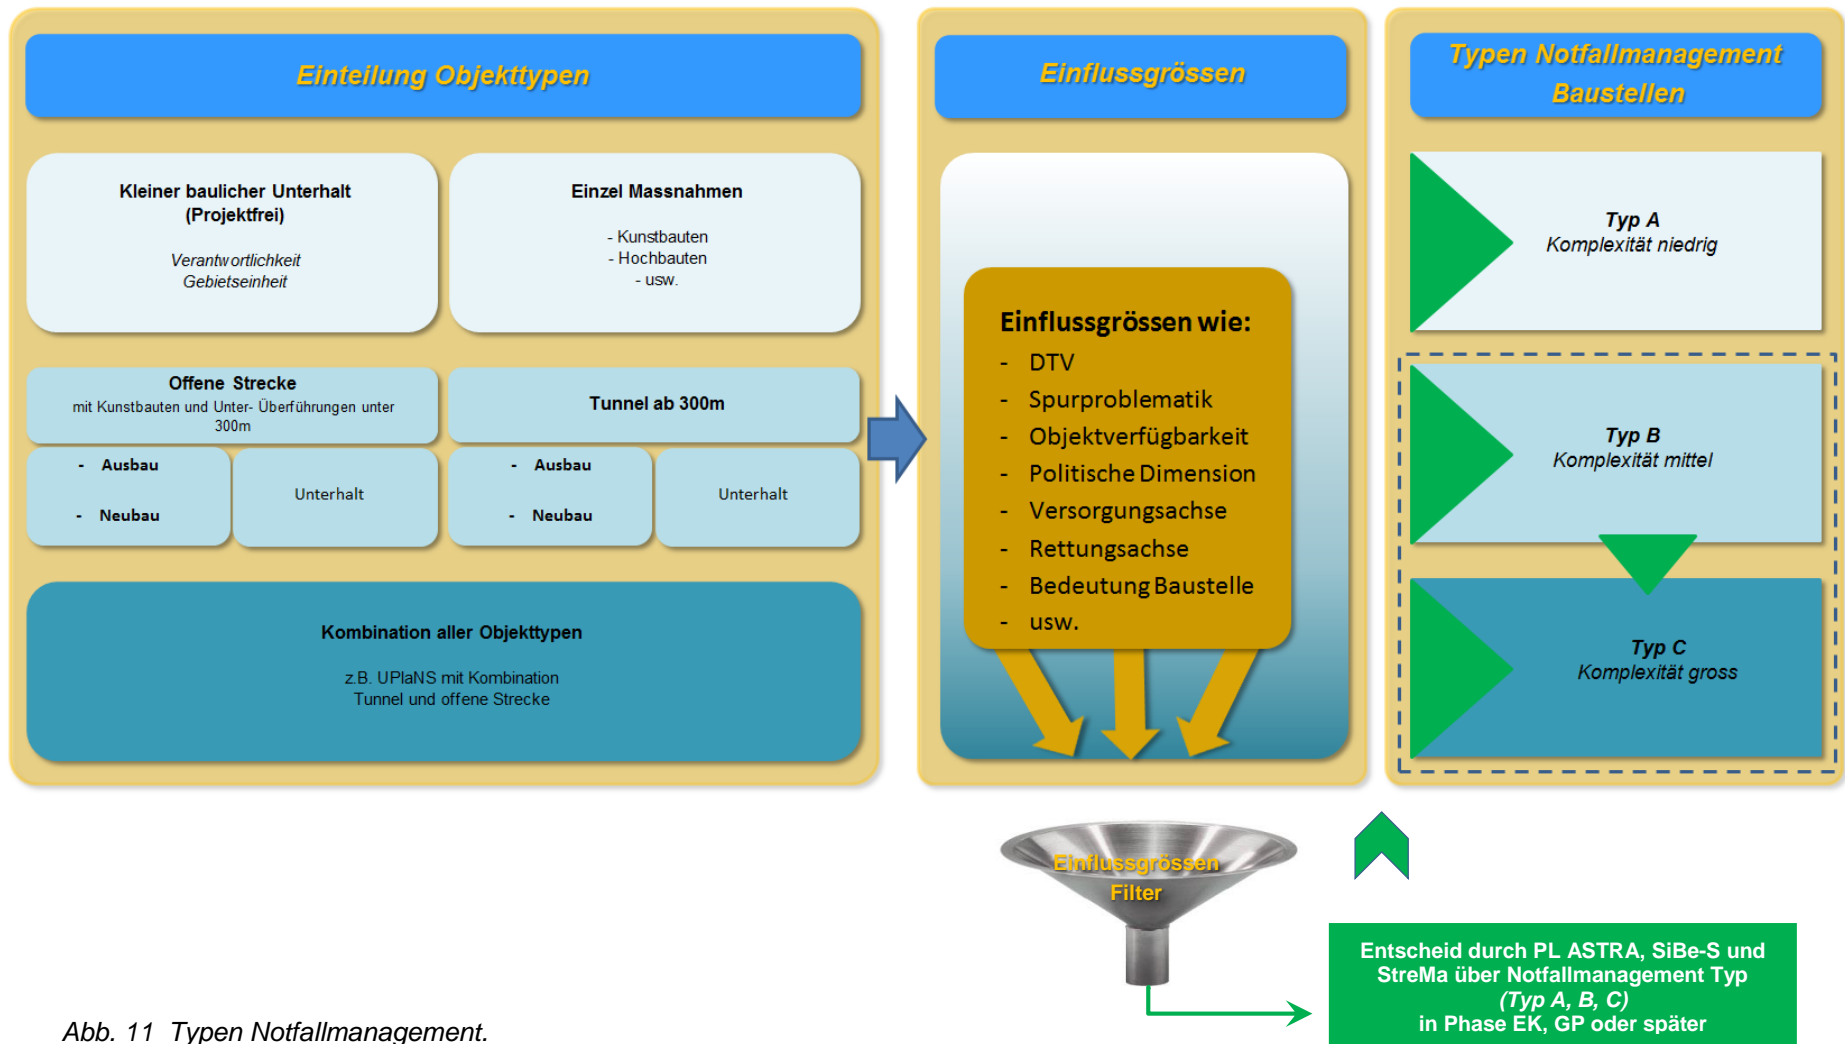 Einteilung Objekttypen
Kleiner baulicher Unterhalt
(Projektfrei)
Verantwortlichkeit
Gebietseinheit
Einzel Massnahmen
- Kunstbauten
- Hochbauten
- usw.
Offene Strecke
mit Kunstbauten und Unter- Überführungen unter
300m
Tunnel ab 300m
- Ausbau
- Neubau
Unterhalt
- Ausbau
- Neubau
Unterhalt
Kombination aller Objekttypen
z.B. UPlaNS mit Kombination
Tunnel und offene Strecke
Einflussgrössen
Einflussgrössen wie:
- DTV
- Spurproblematik
- Objektverfügbarkeit
- Politische Dimension
- Versorgungsachse
- Rettungsachse
- Bedeutung Baustelle
- usw.
Typen Notfallmanagement
Baustellen
Typ A
Komplexität niedrig
Typ B
Komplexität mittel
Typ C
Komplexität gross
Einflussgrössen
Filter
Entscheid durch PL ASTRA, SiBe-S und
StreMa über Notfallmanagement Typ
(Typ A, B, C)
in Phase EK, GP oder später
Abb. 11 Typen Notfallmanagement.